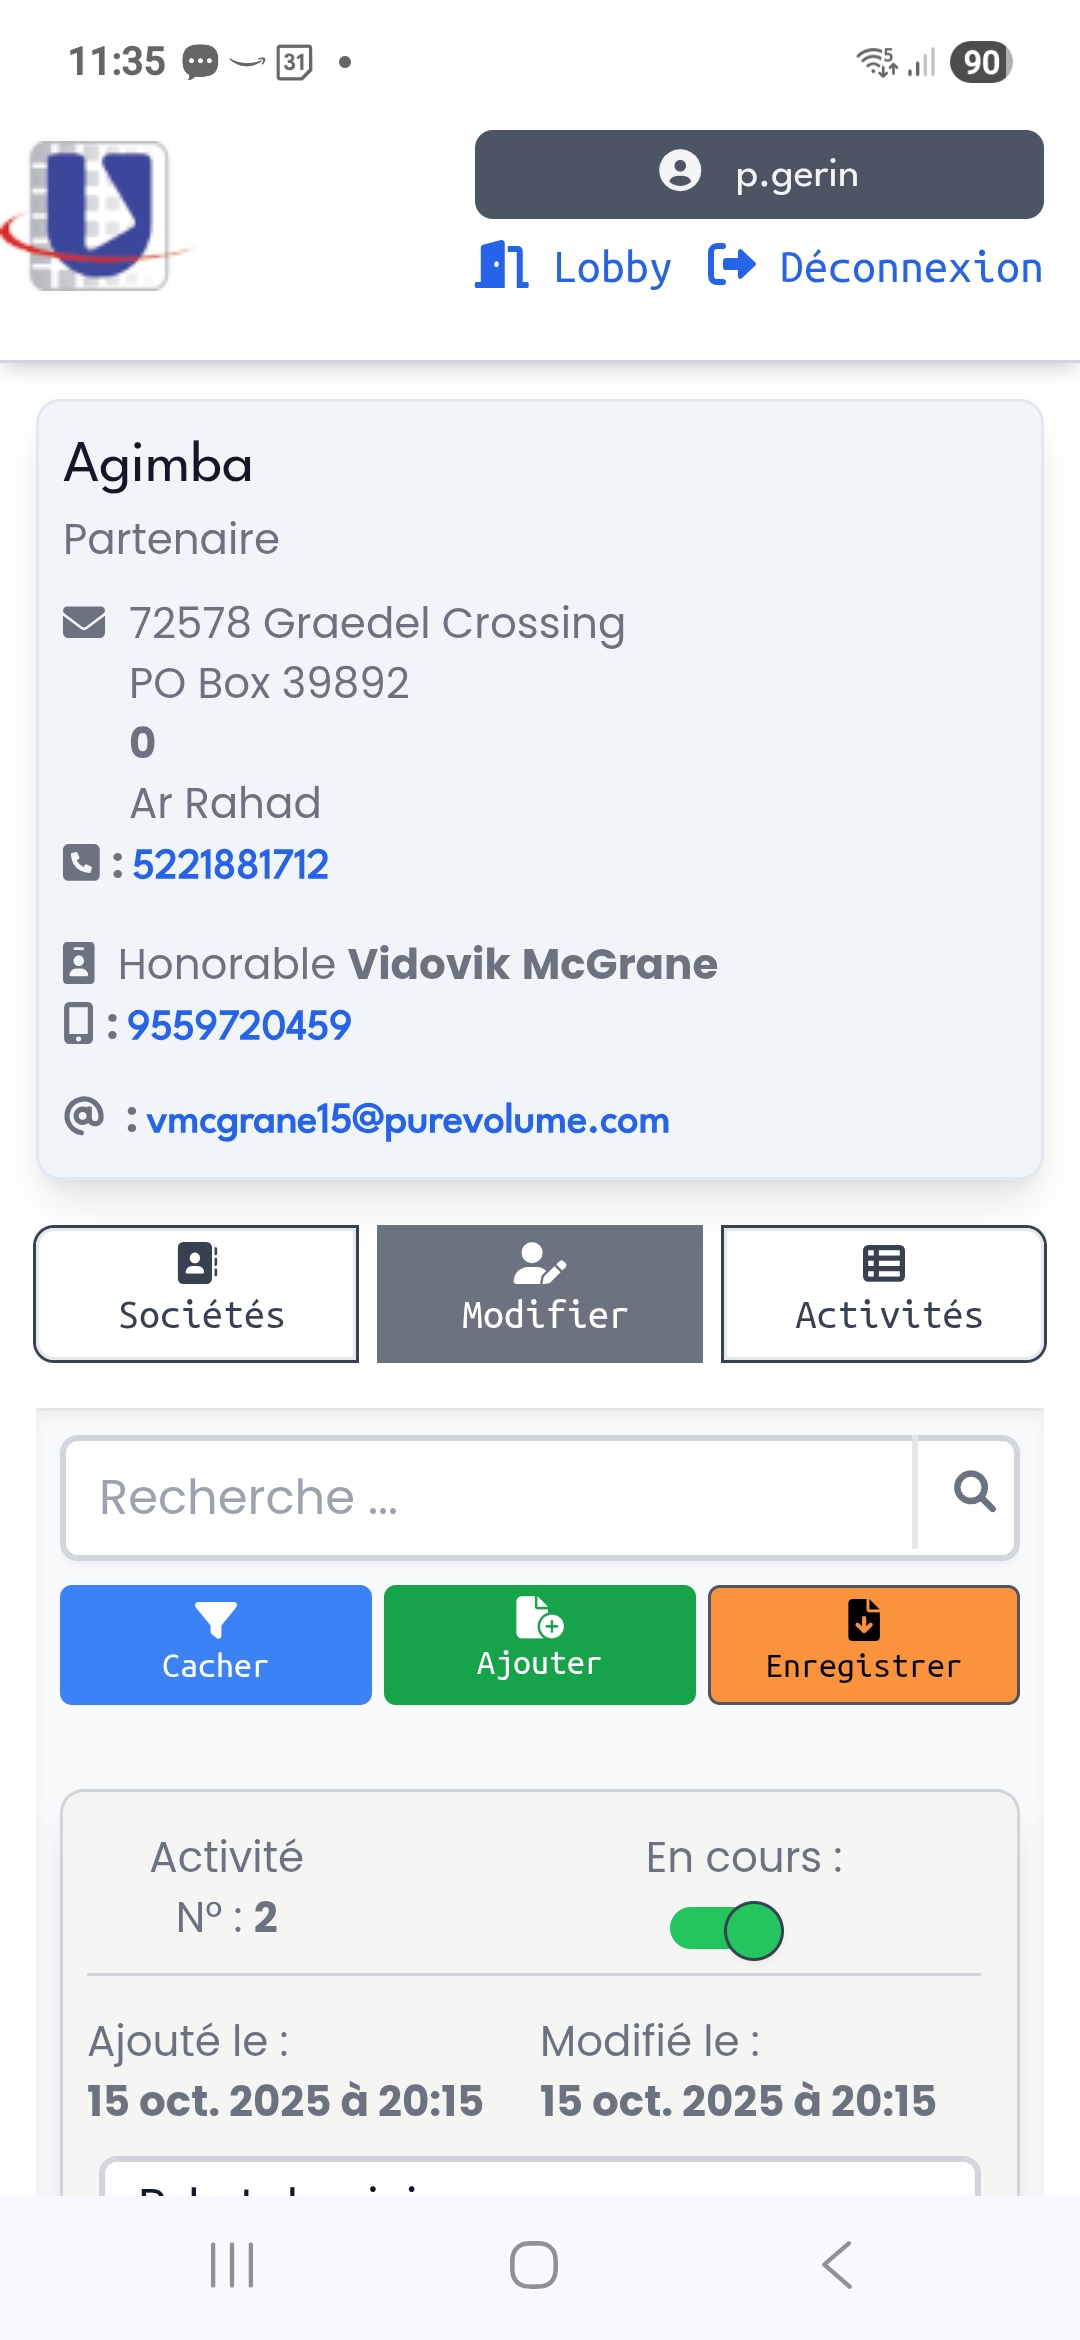 11:35
31
5
90
p.gerin
Lobby
Déconnexion
Agimba
Partenaire
72578 Graedel Crossing
PO Box 39892
0
Ar Rahad
: 5221881712
Honorable Vidovik McGrane
: 9559720459
@ : vmcgrane15@purevolume.com
Sociétés
Modifier
Activités
Recherche ...
Cacher
Ajouter
Enregistrer
Activité
N° : 2
En cours :
Ajouté le :
15 oct. 2025 à 20:15
Modifié le :
15 oct. 2025 à 20:15